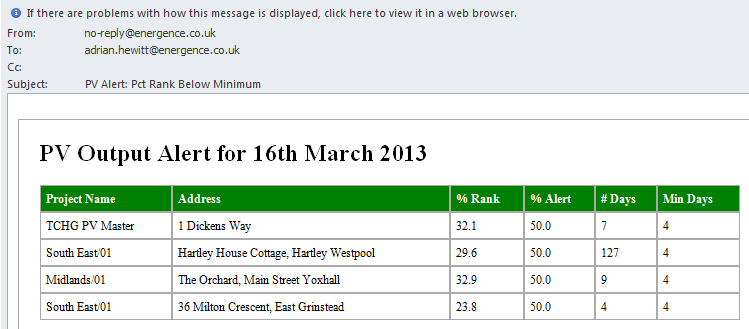 If there are problems with how this message is displayed, click here to view it in a web browser.
From: no-reply@energence.co.uk
To: adrian.hewitt@energence.co.uk
Cc:
Subject: PV Alert: Pct Rank Below Minimum
PV Output Alert for 16th March 2013
Project Name Address % Rank % Alert # Days Min Days
TCHG PV Master 1 Dickens Way 32.1 50.0 7 4
South East/01 Hartley House Cottage, Hartley Westpool 29.6 50.0 127 4
Midlands/01 The Orchard, Main Street Yoxhall 32.9 50.0 9 4
South East/01 36 Milton Crescent, East Grinstead 23.8 50.0 4 4